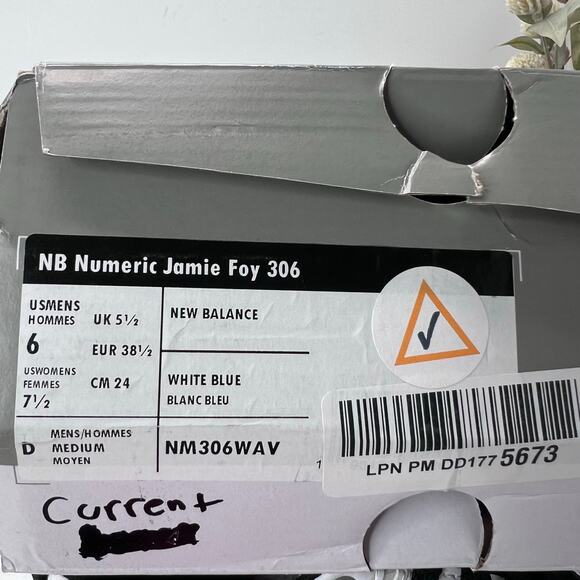 NB Numeric Jamie Foy 306
USMENS
HOMMES
6
UK 5½
EUR 38½
USWOMENS
FEMMES
7½
CM 24
NEW BALANCE
WHITE BLUE
BLANC BLEU
D
MENS/HOMMES
MEDIUM
MOYEN
NM306WAV
LPN PM DD177 5673
Current